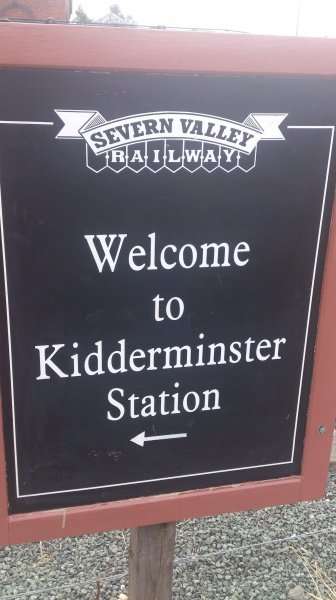 SEVERN VALLEY
RAILWAY
Welcome
to
Kidderminster
Station